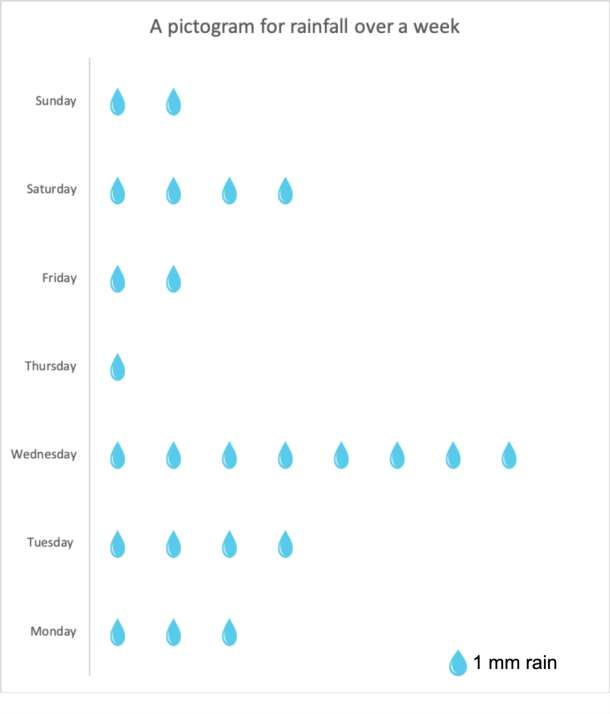 A pictogram for rainfall over a week
Sunday
Saturday
Friday
Thursday
Wednesday
Tuesday
Monday
1 mm rain